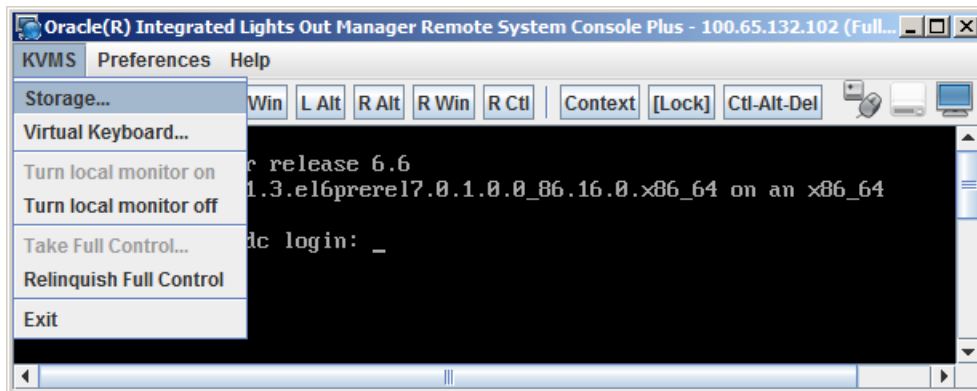 Oracle(R) Integrated Lights Out Manager Remote System Console Plus - 100.65.132.102 (Full...
KVMS Preferences Help
Storage...
Win L Alt R Alt R Win R Ctl Context [Lock] Ctl-Alt-Del
Virtual Keyboard...
Turn local monitor on
Turn local monitor off
Take Full Control...
Relinquish Full Control
Exit
r release 6.6
1.3.el6prerel7.0.1.0.0_86.16.0.x86_64 on an x86_64
dc login: _